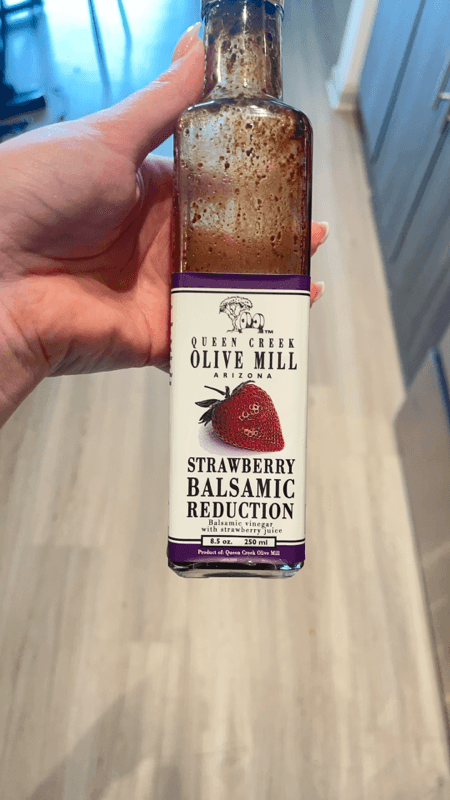 TM
QUEEN CREEK
OLIVE MILL
ARIZONA
STRAWBERRY
BALSAMIC
REDUCTION
Balsamic vinegar
with strawberry juice
8.5 oz. 250 ml
Product of: Queen Creek Olive Mill